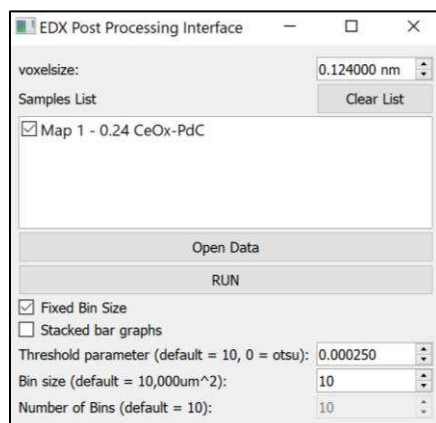 EDX Post Processing Interface
voxelsize: 0.124000 nm
Samples List Clear List
Map 1 - 0.24 CeOx-PdC
Open Data
RUN
Fixed Bin Size
Stacked bar graphs
Threshold parameter (default = 10, 0 = otsu): 0.000250
Bin size (default = 10,000um^2): 10
Number of Bins (default = 10): 10